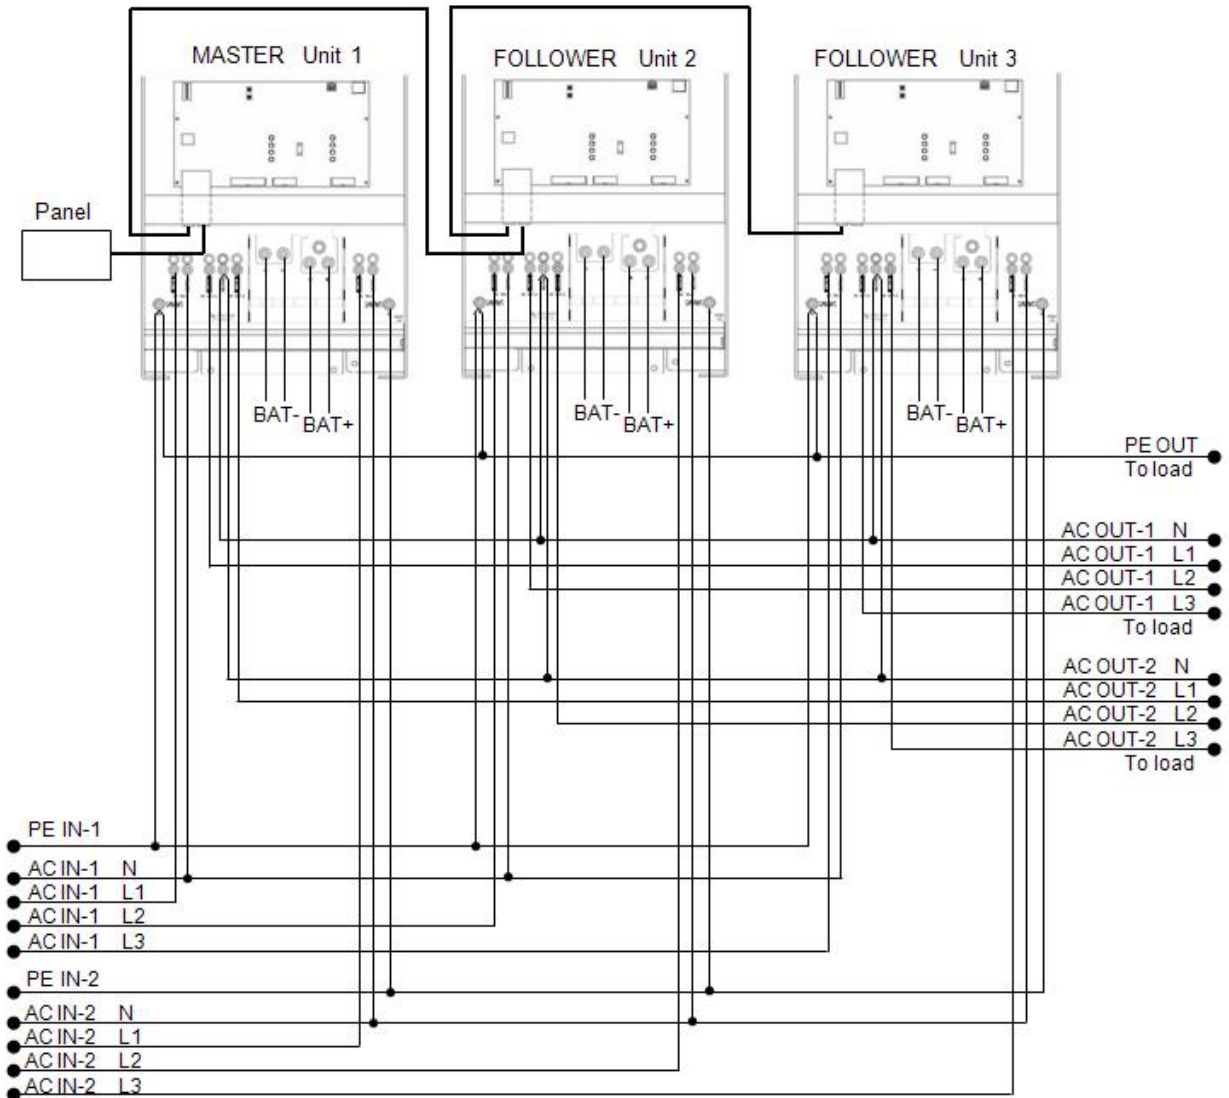 MASTER Unit 1
FOLLOWER Unit 2
FOLLOWER Unit 3
Panel
BAT-
BAT+
BAT-
BAT+
BAT-
BAT+
PE OUT
To load
AC OUT-1 N
AC OUT-1 L1
AC OUT-1 L2
AC OUT-1 L3
To load
AC OUT-2 N
AC OUT-2 L1
AC OUT-2 L2
AC OUT-2 L3
To load
PE IN-1
AC IN-1 N
AC IN-1 L1
AC IN-1 L2
AC IN-1 L3
PE IN-2
AC IN-2 N
AC IN-2 L1
AC IN-2 L2
AC IN-2 L3